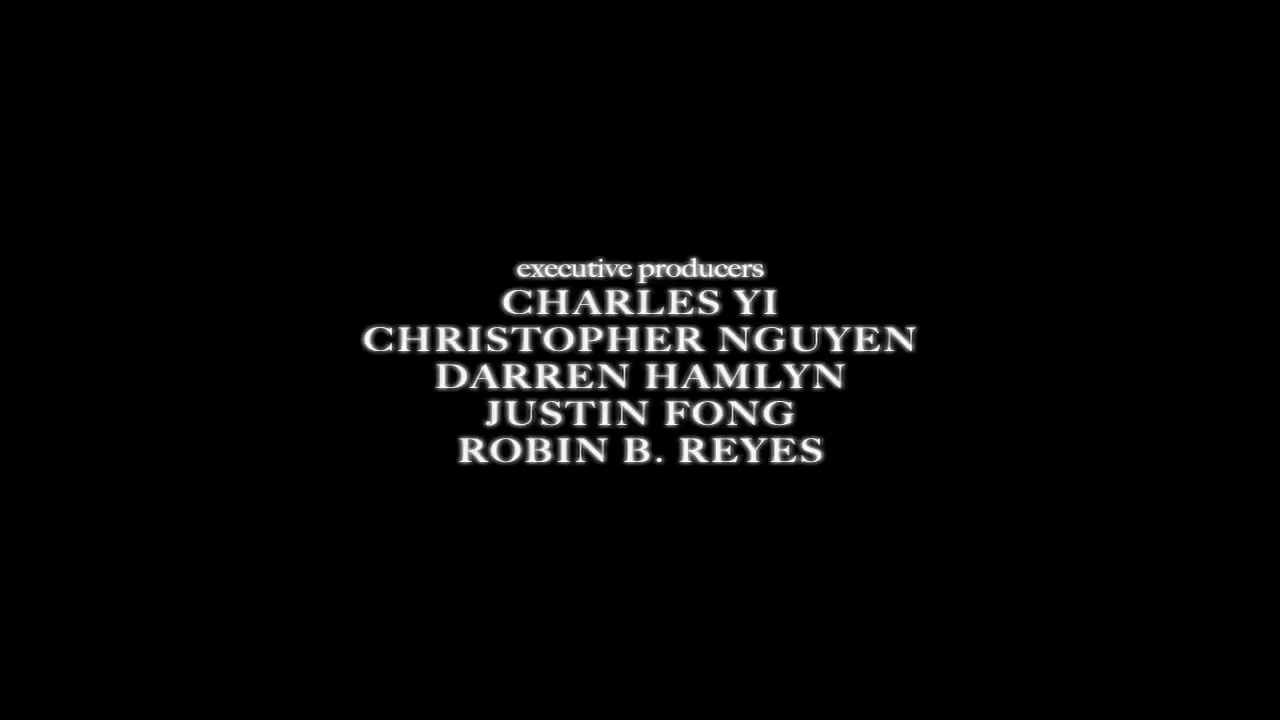 executive producers
CHARLES YI
CHRISTOPHER NGUYEN
DARREN HAMLYN
JUSTIN FONG
ROBIN B. REYES